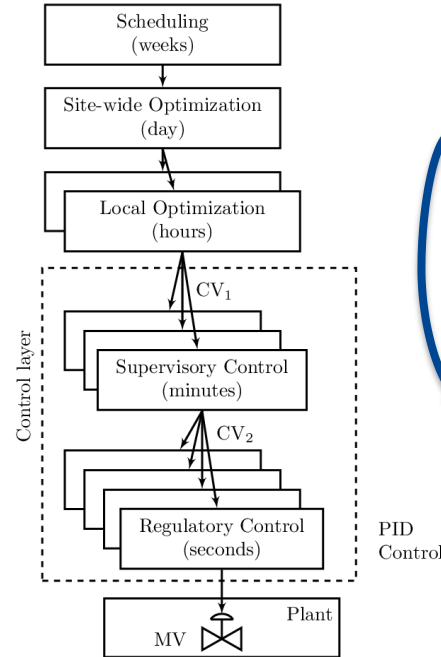 Scheduling
(weeks)
Site-wide Optimization
(day)
Local Optimization
(hours)
CV₁
Control layer
Supervisory Control
(minutes)
CV₂
Regulatory Control
(seconds)
PID
Control
Plant
MV